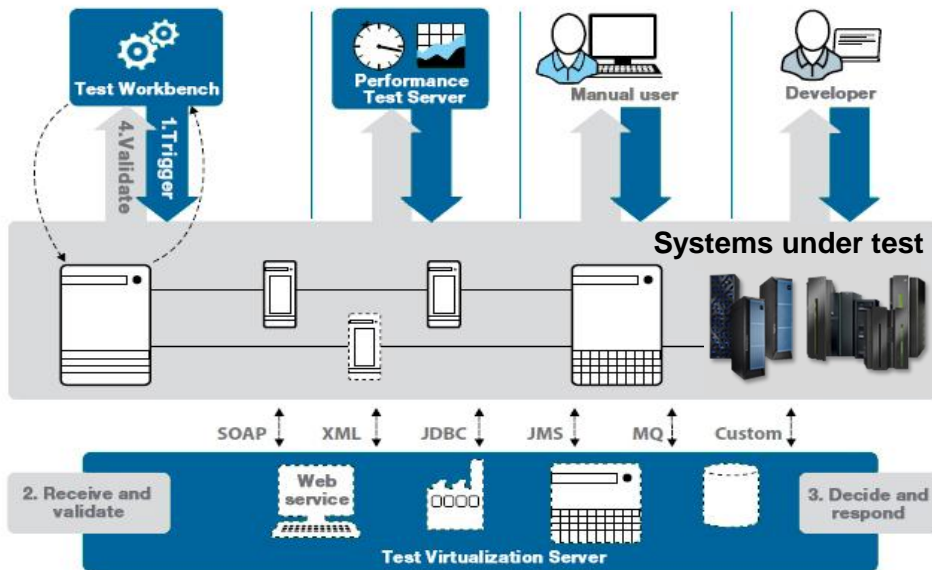 Test Workbench
Performance
Test Server
Manual user
Developer
4.Validate
1.Trigger
Systems under test
SOAP
XML
JDBC
JMS
MQ
Custom
2. Receive and
validate
Web
service
3. Decide and
respond
Test Virtualization Server